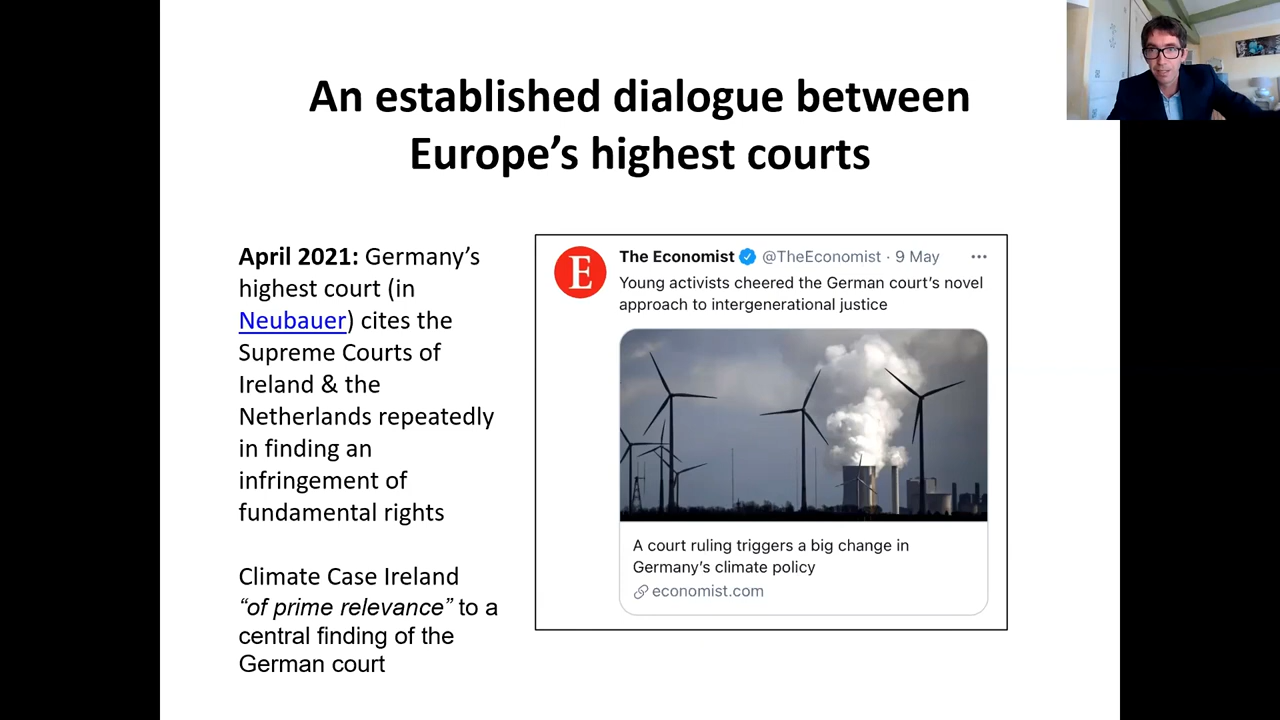 An established dialogue between
Europe’s highest courts
April 2021: Germany’s
highest court (in
Neubauer) cites the
Supreme Courts of
Ireland & the
Netherlands repeatedly
in finding an
infringement of
fundamental rights
Climate Case Ireland
“of prime relevance” to a
central finding of the
German court
E
The Economist @TheEconomist · 9 May
Young activists cheered the German court’s novel
approach to intergenerational justice
A court ruling triggers a big change in
Germany’s climate policy
economist.com